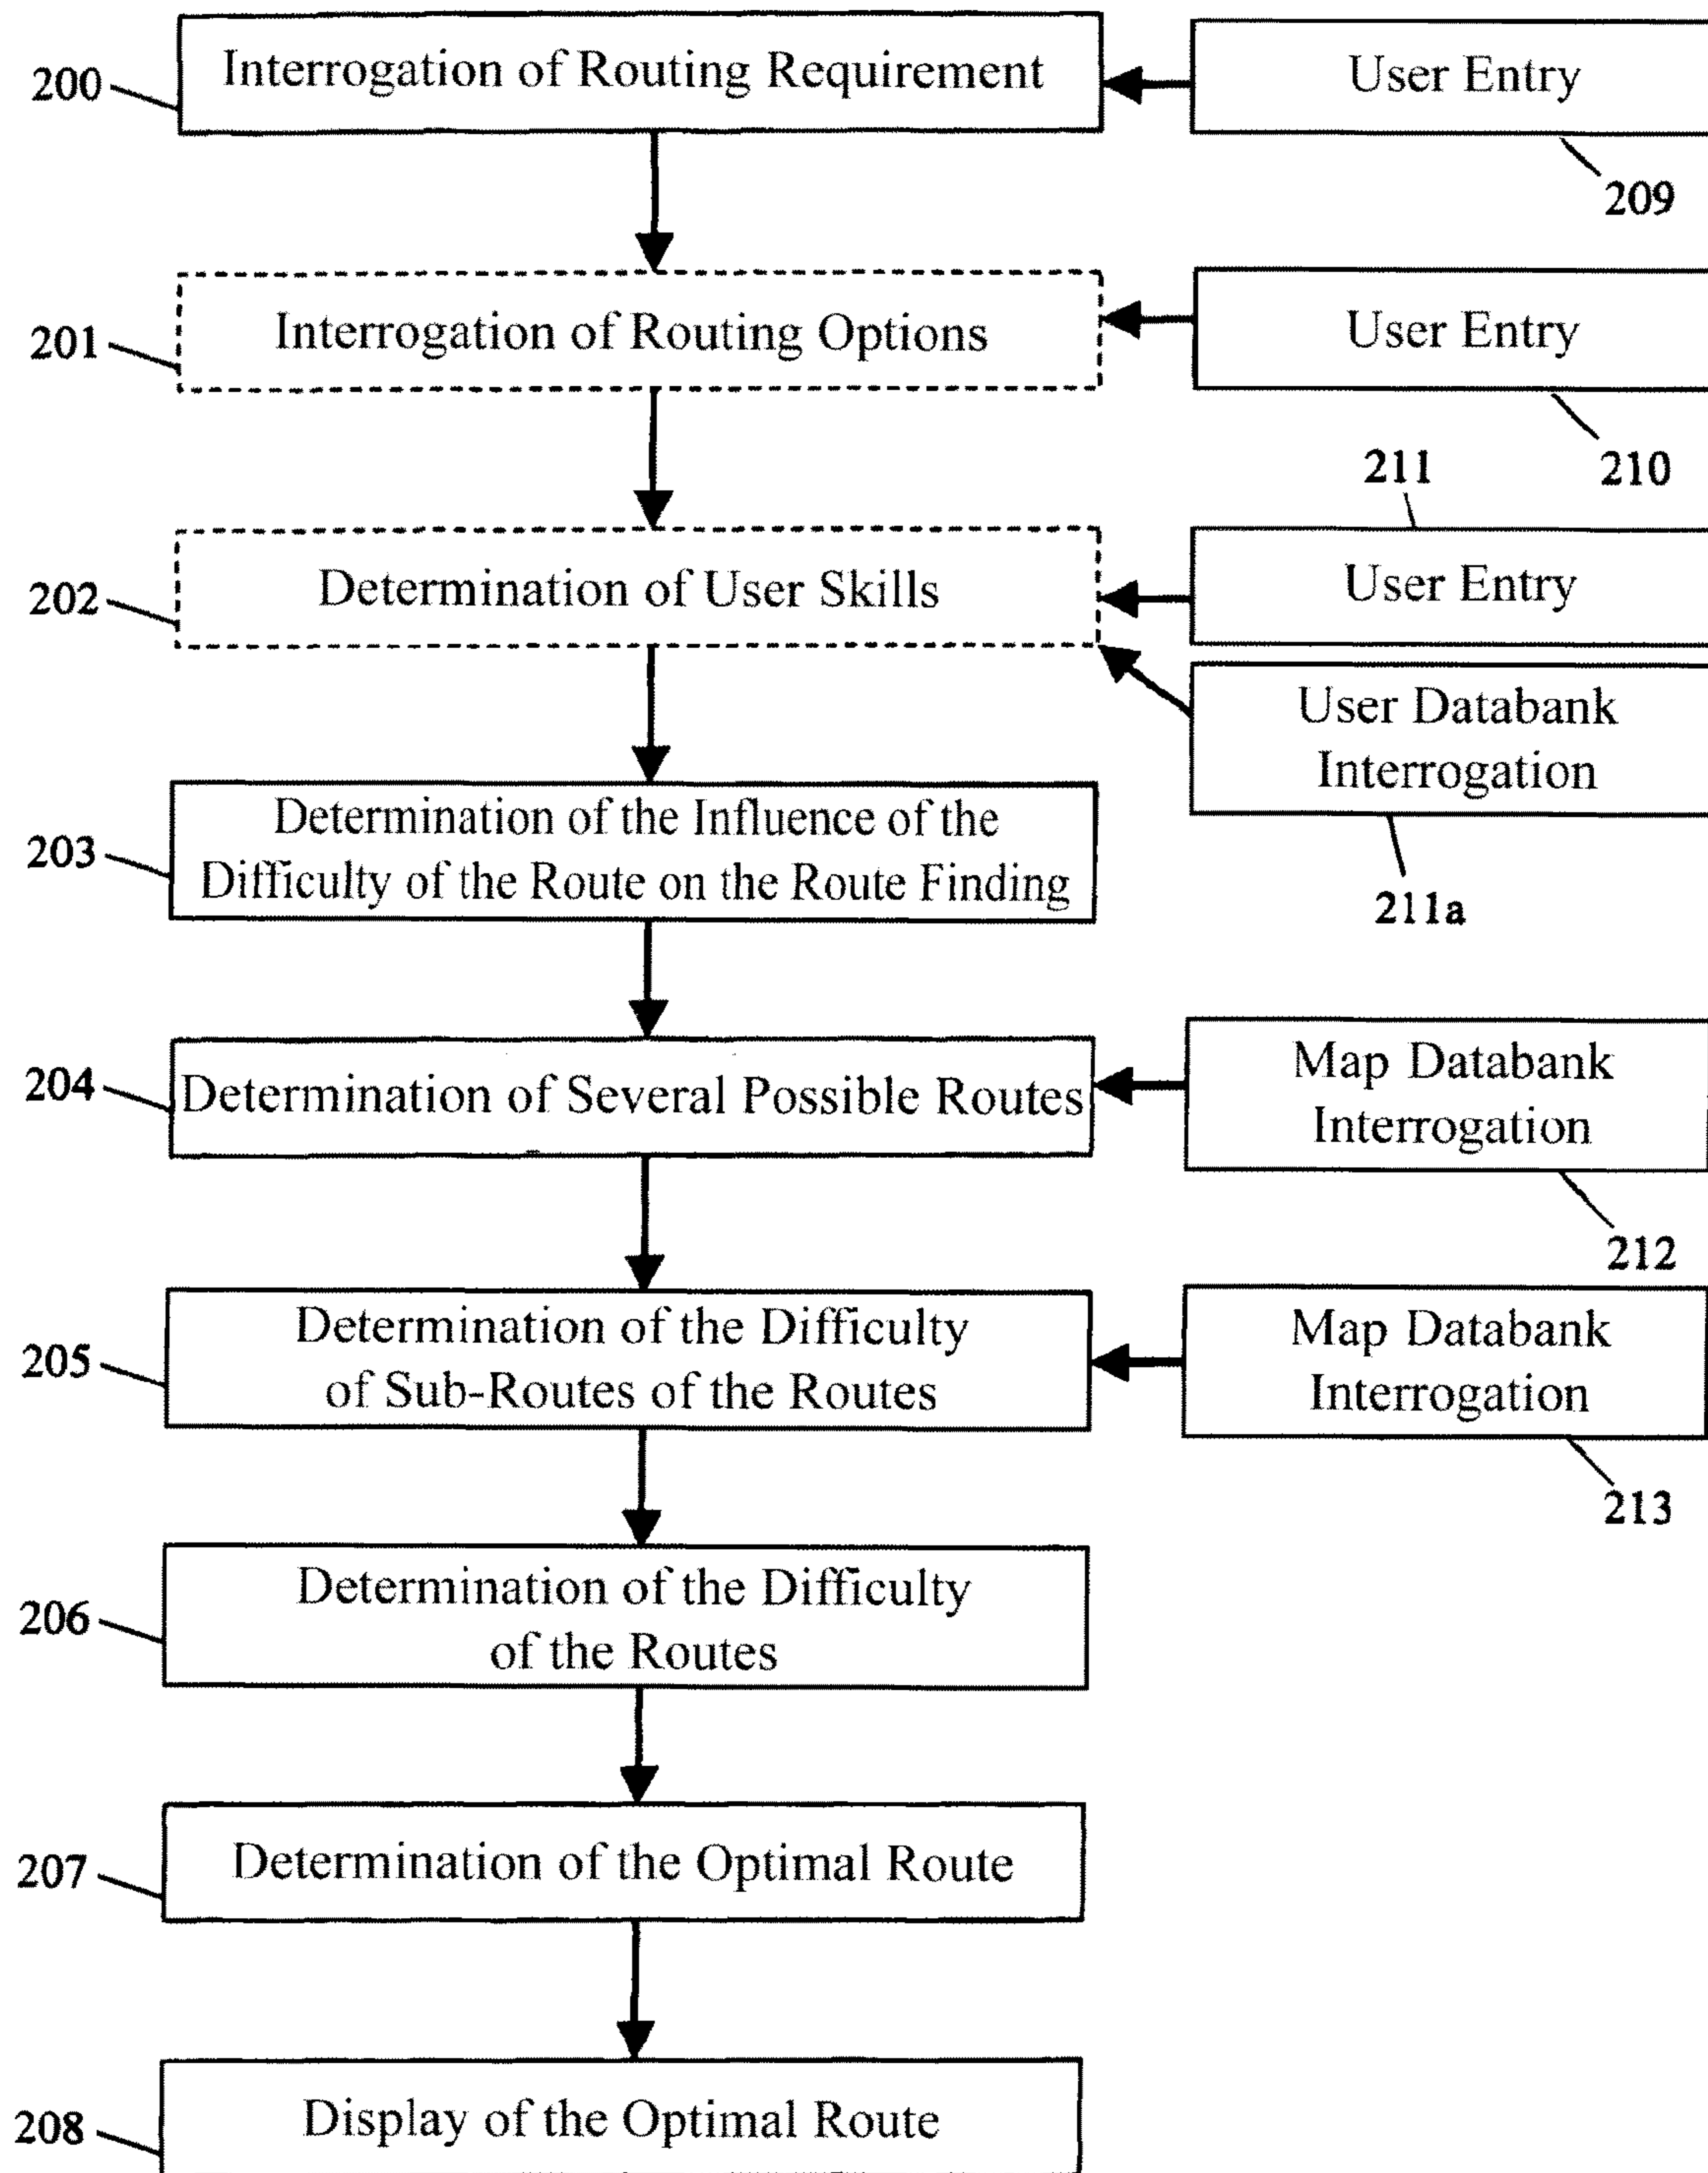 200
Interrogation of Routing Requirement
User Entry
209
201
Interrogation of Routing Options
User Entry
210
211
202
Determination of User Skills
User Entry
User Databank
Interrogation
211a
203
Determination of the Influence of the
Difficulty of the Route on the Route Finding
204
Determination of Several Possible Routes
Map Databank
Interrogation
212
205
Determination of the Difficulty
of Sub-Routes of the Routes
Map Databank
Interrogation
213
206
Determination of the Difficulty
of the Routes
207
Determination of the Optimal Route
208
Display of the Optimal Route